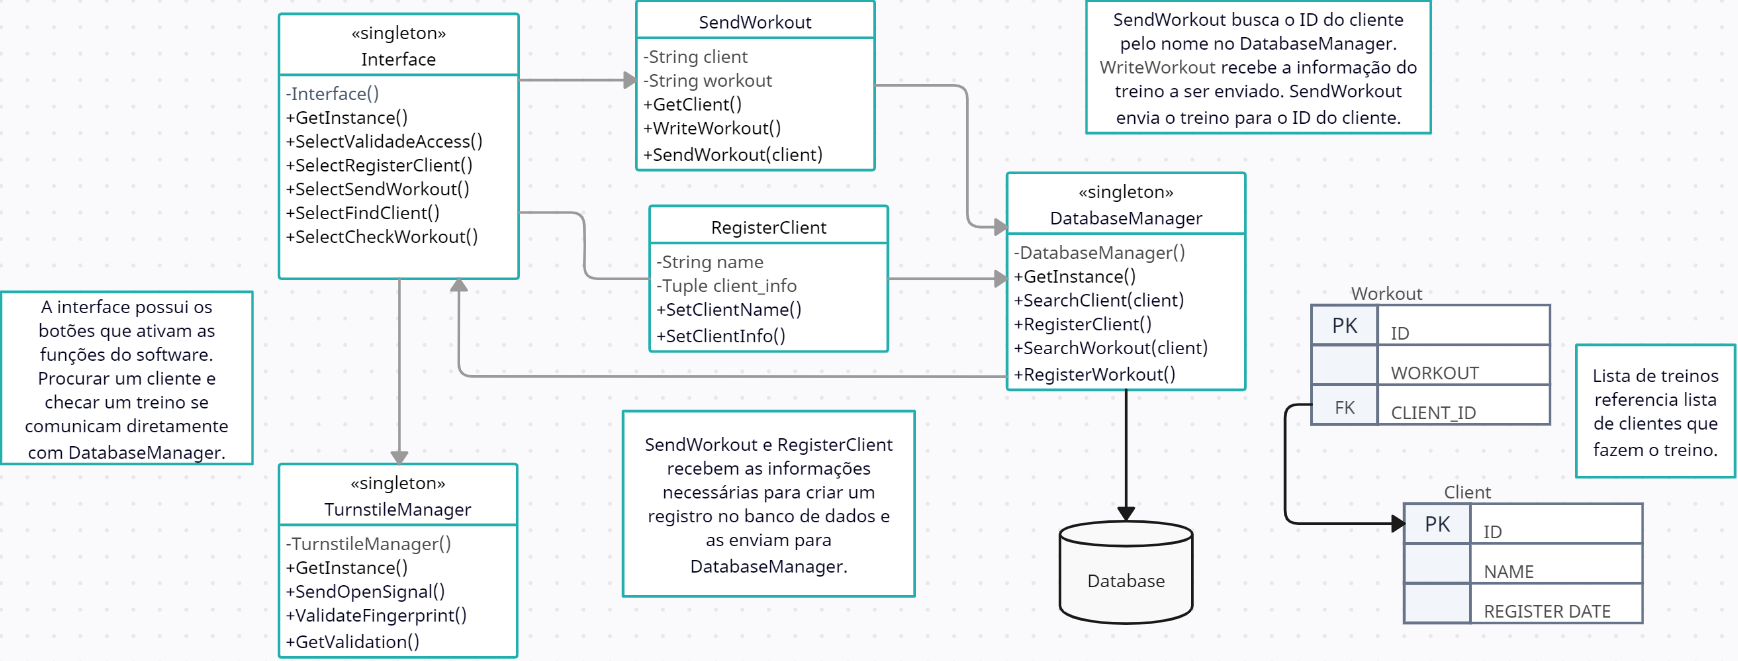 «singleton»
Interface
-Interface()
+GetInstance()
+SelectValidadeAccess()
+SelectRegisterClient()
+SelectSendWorkout()
+SelectFindClient()
+SelectCheckWorkout()
SendWorkout
-String client
-String workout
+GetClient()
+WriteWorkout()
+SendWorkout(client)
SendWorkout busca o ID do cliente
pelo nome no DatabaseManager.
WriteWorkout recebe a informação do
treino a ser enviado. SendWorkout
envia o treino para o ID do cliente.
RegisterClient
-String name
-Tuple client_info
+SetClientName()
+SetClientInfo()
«singleton»
DatabaseManager
-DatabaseManager()
+GetInstance()
+SearchClient(client)
+RegisterClient()
+SearchWorkout(client)
+RegisterWorkout()
A interface possui os
botões que ativam as
funções do software.
Procurar um cliente e
checar um treino se
comunicam diretamente
com DatabaseManager.
«singleton»
TurnstileManager
-TurnstileManager()
+GetInstance()
+SendOpenSignal()
+ValidateFingerprint()
+GetValidation()
SendWorkout e RegisterClient
recebem as informações
necessárias para criar um
registro no banco de dados e
as enviam para
DatabaseManager.
Database
Workout
PK ID
WORKOUT
FK CLIENT_ID
Lista de treinos
referencia lista
de clientes que
fazem o treino.
Client
PK ID
NAME
REGISTER DATE